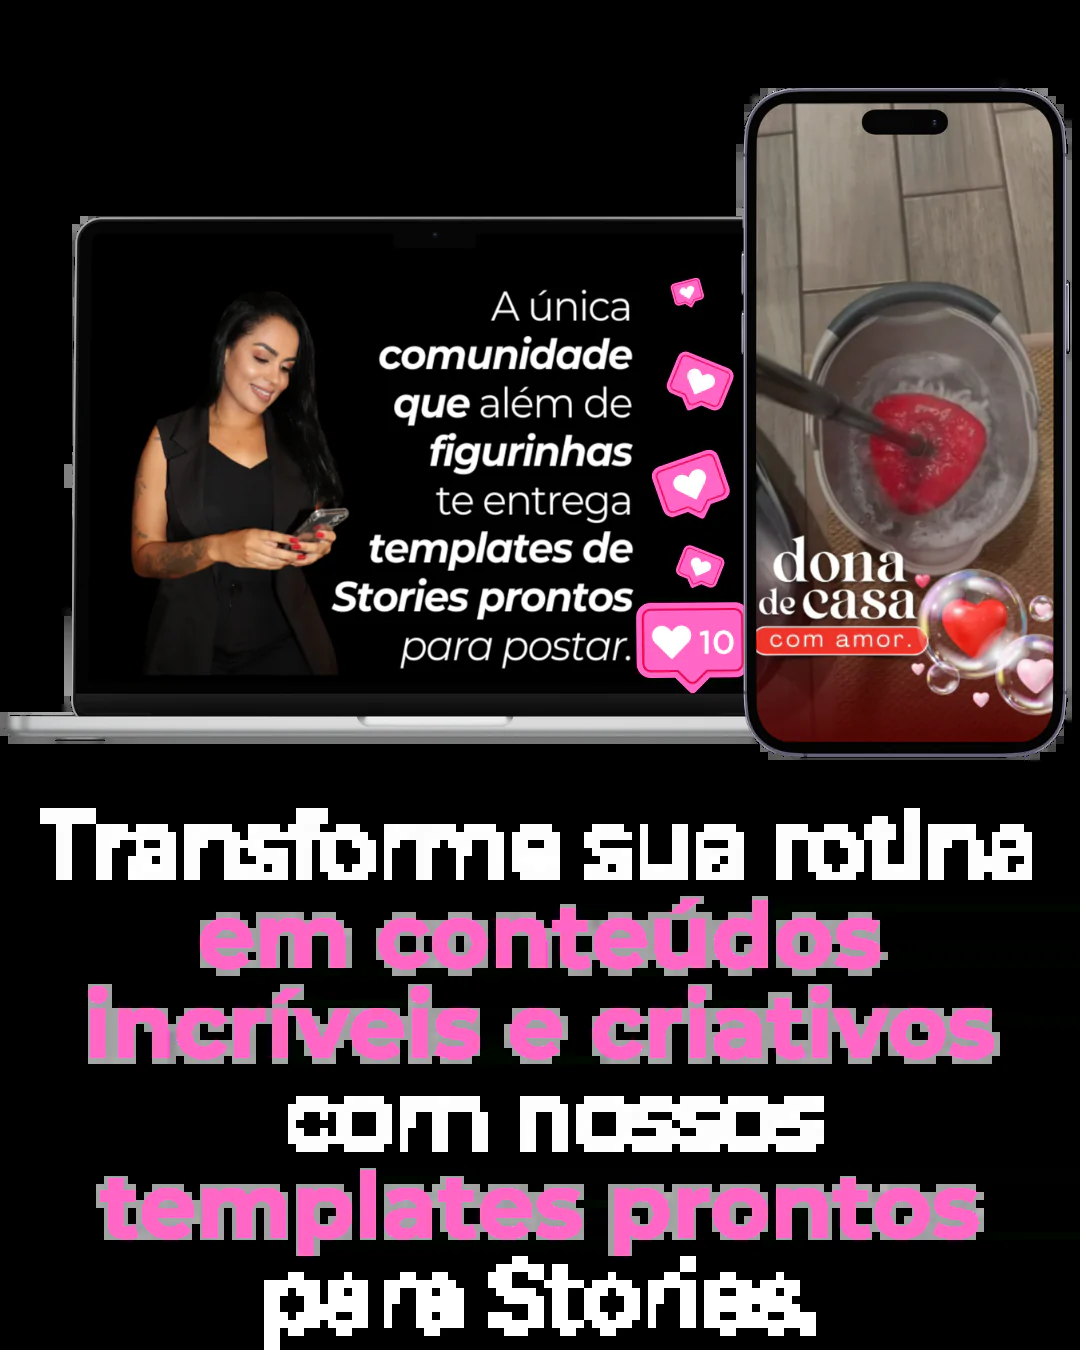 A única
comunidade
que além de
figurinhas
te entrega
templates de
Stories prontos
para postar.
10
dona
de casa
com amor.
Transforme sua rotina
em conteúdos
incríveis e criativos
com nossos
templates prontos
para Stories.